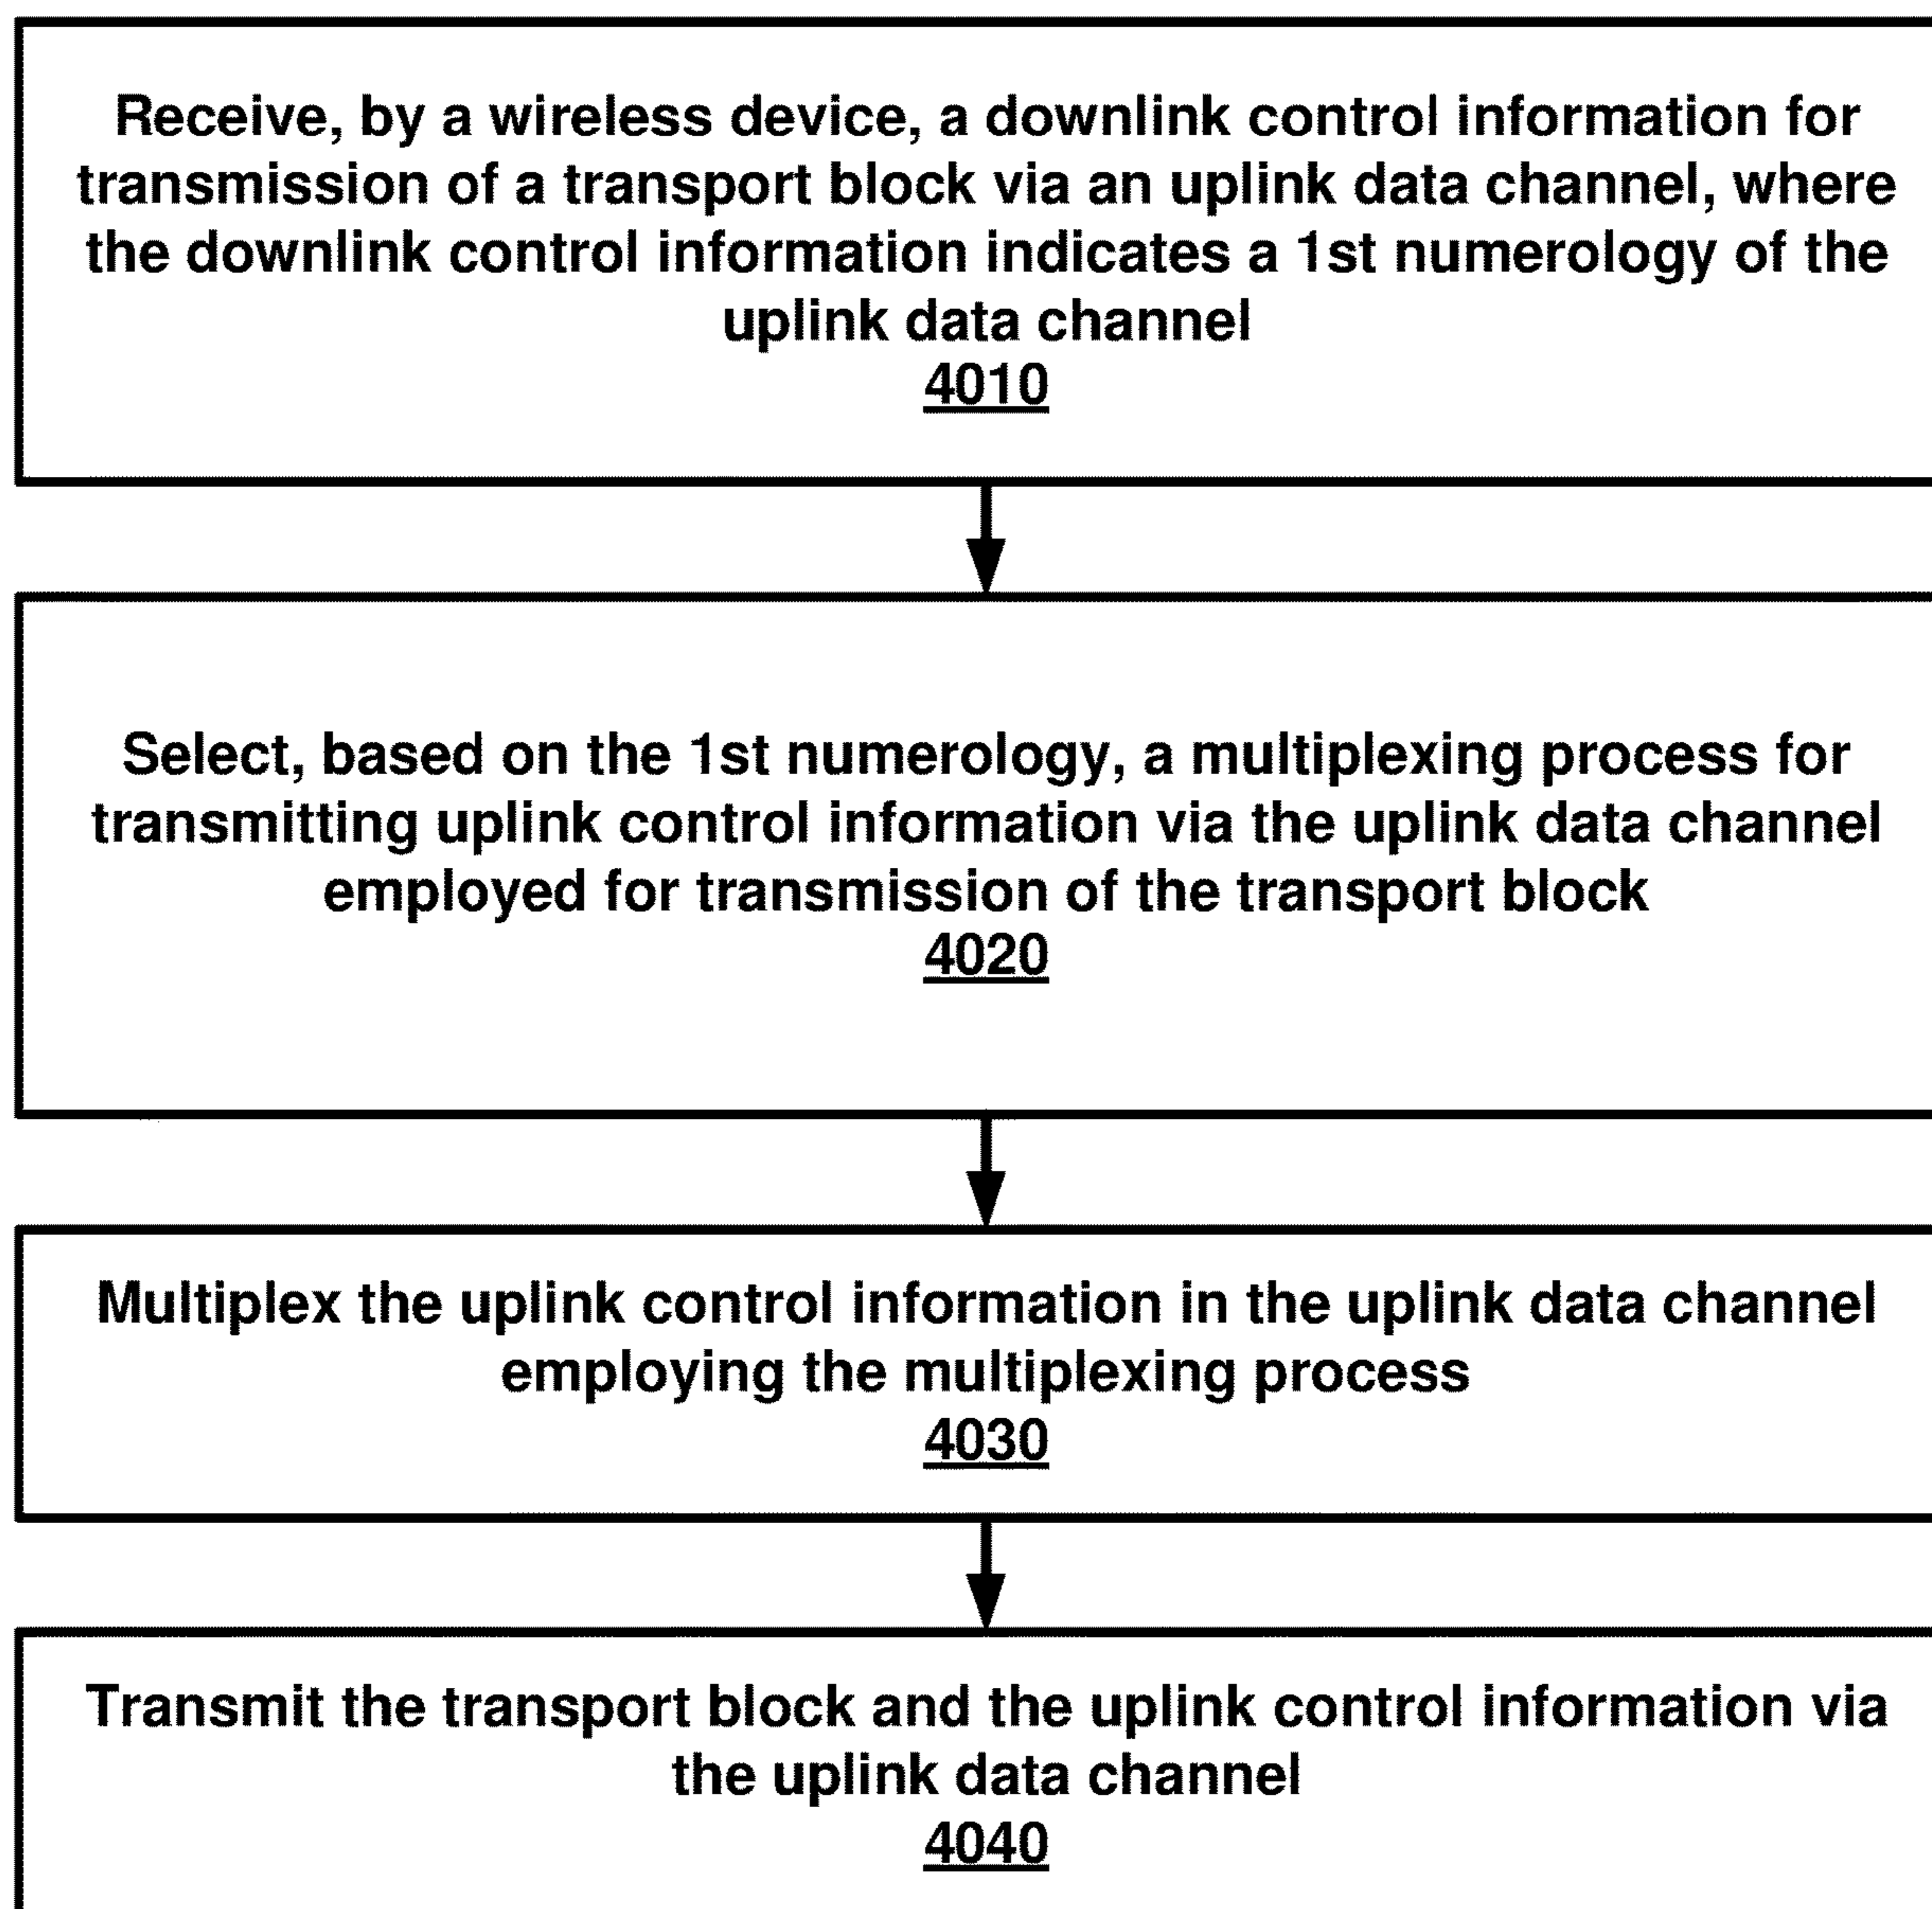 Receive, by a wireless device, a downlink control information for
transmission of a transport block via an uplink data channel, where
the downlink control information indicates a 1st numerology of the
uplink data channel
4010
Select, based on the 1st numerology, a multiplexing process for
transmitting uplink control information via the uplink data channel
employed for transmission of the transport block
4020
Multiplex the uplink control information in the uplink data channel
employing the multiplexing process
4030
Transmit the transport block and the uplink control information via
the uplink data channel
4040